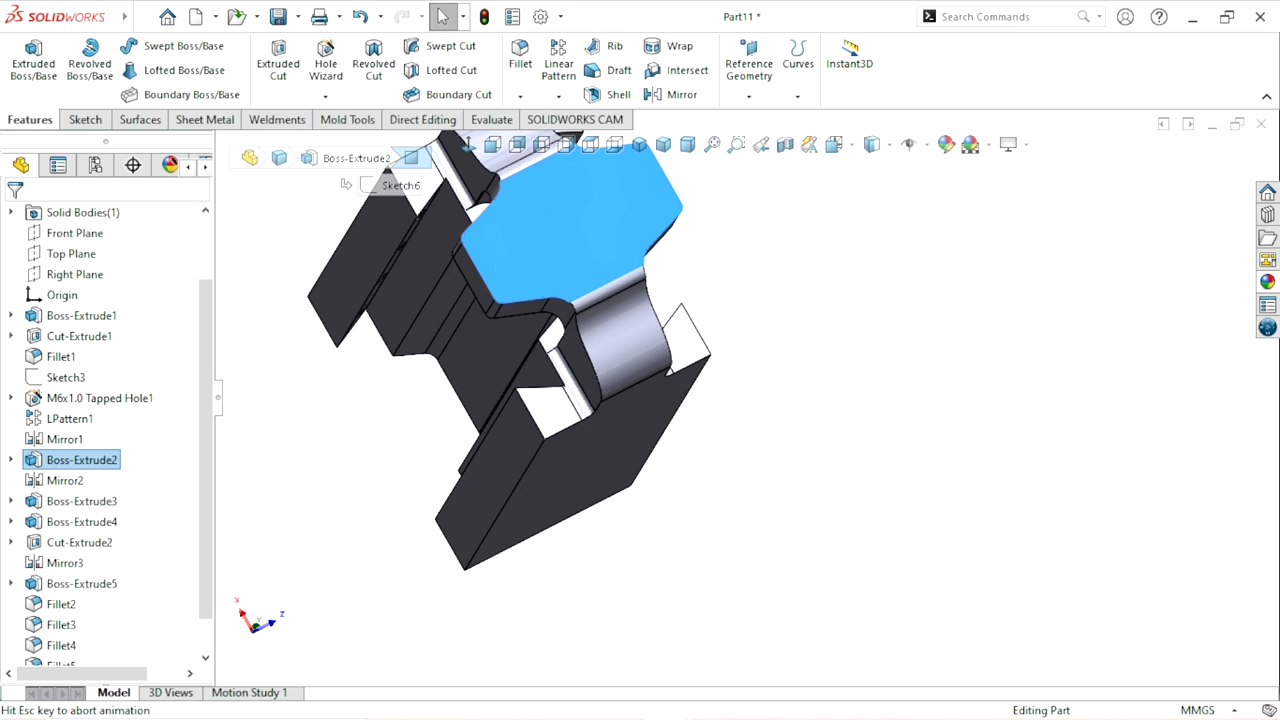 SOLIDWORKS
Part11 *
Search Commands
Extruded Boss/Base
Revolved Boss/Base
Swept Boss/Base
Lofted Boss/Base
Boundary Boss/Base
Extruded Cut
Hole Wizard
Revolved Cut
Swept Cut
Lofted Cut
Boundary Cut
Fillet
Linear Pattern
Rib
Draft
Shell
Wrap
Intersect
Mirror
Reference Geometry
Curves
Instant3D
Features
Sketch
Surfaces
Sheet Metal
Weldments
Mold Tools
Direct Editing
Evaluate
SOLIDWORKS CAM
Boss-Extrude2
Sketch6
Solid Bodies(1)
Front Plane
Top Plane
Right Plane
Origin
Boss-Extrude1
Cut-Extrude1
Fillet1
Sketch3
M6x1.0 Tapped Hole1
LPattern1
Mirror1
Boss-Extrude2
Mirror2
Boss-Extrude3
Boss-Extrude4
Cut-Extrude2
Mirror3
Boss-Extrude5
Fillet2
Fillet3
Fillet4
X
Y
Z
Model
3D Views
Motion Study 1
Hit Esc key to abort animation
Editing Part
MMGS